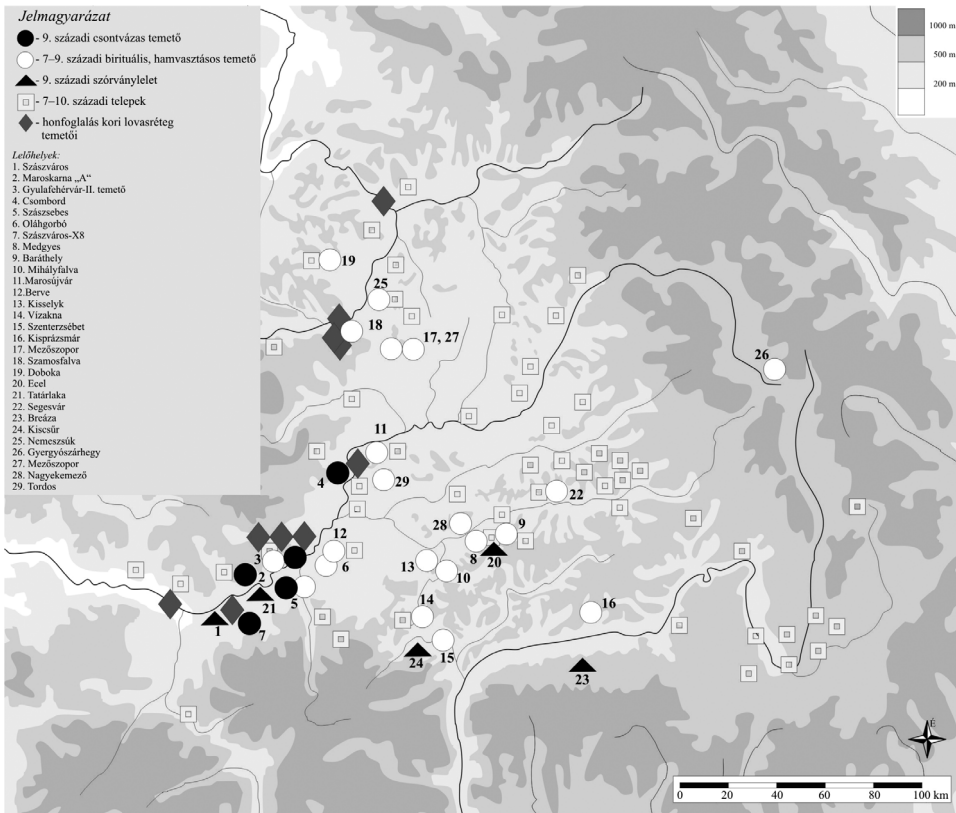 Jelmagyarázat
- 9. századi csontvázas temető
- 7–9. századi birituális, hamvasztásos temető
- 9. századi szórványlelet
- 7–10. századi telepek
- honfoglalás kori lovasréteg
temetői
Lelőhelyek:
1. Szászváros
2. Maroskarna „A“
3. Gyulafehérvár-II. temető
4. Csombord
5. Szászsebes
6. Oláhgorbó
7. Szászváros-X8
8. Medgyes
9. Baráthely
10. Mihályfalva
11.Marosújvár
12.Berve
13. Kisselyk
14. Vizakna
15. Szenterzsébet
16. Kisprázsmár
17. Mezőszopor
18. Szamosfalva
19. Doboka
20. Ecel
21. Tatárlaka
22. Segesvár
23. Breáza
24. Kiscsűr
25. Nemeszsúk
26. Gyergyószárhegy
27. Mezőszopor
28. Nagyekemező
29. Tordos
1000 m
500 m
200 m
19
25
18
17, 27
26
11
4
29
22
28
9
8
20
12
3
6
13
10
2
5
21
14
16
1
7
24
15
23
É
0 20 40 60 80 100 km